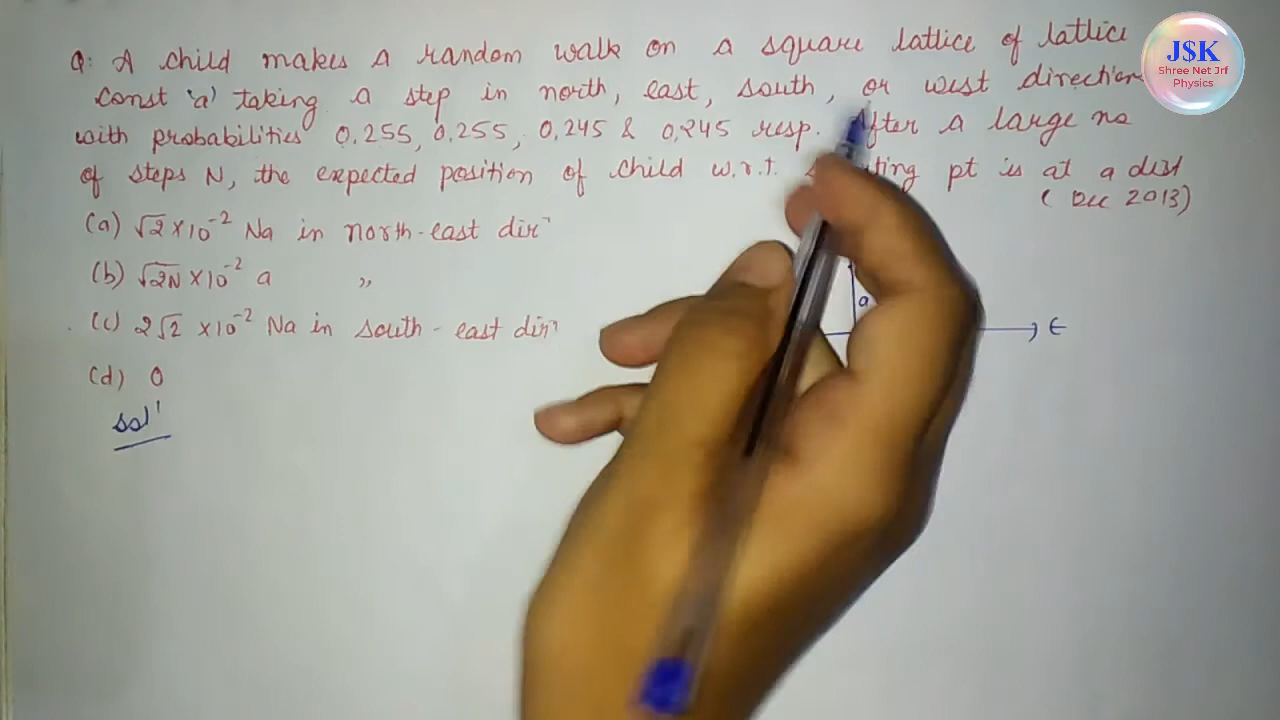 Q: A child makes a random walk on a square lattice of lattice
const 'a' taking a step in north, east, south, or west direction
with probabilities 0.255, 0.255, 0.245 & 0.245 resp. After a large no
of steps N, the expected position of child w.r.t. pt is at a dist
(Dec 2013)
(a) √2×10⁻² Na in north-east dirⁿ
(b) √2N ×10⁻² a ,,
(c) 2√2 ×10⁻² Na in south-east dirⁿ
(d) 0
Solⁿ
a
E
J$K
Shree Net Jrf
Physics